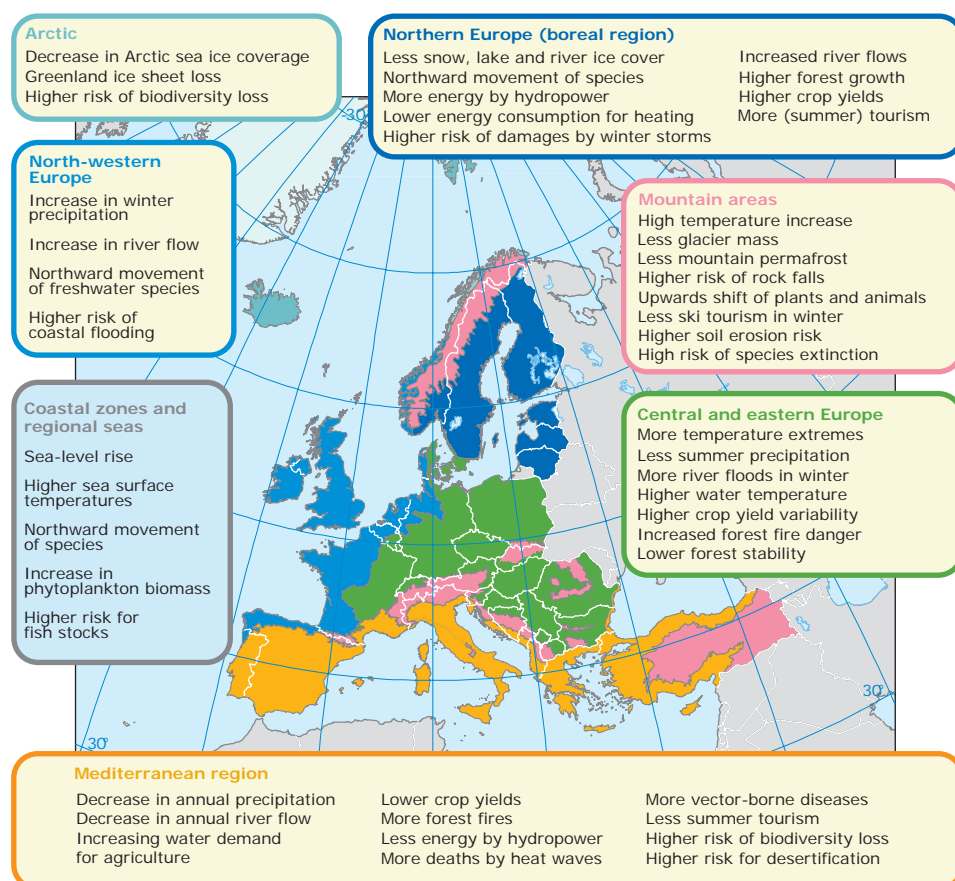 Arctic
Decrease in Arctic sea ice coverage
Greenland ice sheet loss
Higher risk of biodiversity loss
Northern Europe (boreal region)
Less snow, lake and river ice cover
Northward movement of species
More energy by hydropower
Lower energy consumption for heating
Higher risk of damages by winter storms
Increased river flows
Higher forest growth
Higher crop yields
More (summer) tourism
-30°
North-western
Europe
Increase in winter
precipitation
Increase in river flow
Northward movement
of freshwater species
Higher risk of
coastal flooding
Mountain areas
High temperature increase
Less glacier mass
Less mountain permafrost
Higher risk of rock falls
Upwards shift of plants and animals
Less ski tourism in winter
Higher soil erosion risk
High risk of species extinction
Coastal zones and
regional seas
Sea-level rise
Higher sea surface
temperatures
Northward movement
of species
Increase in
phytoplankton biomass
Higher risk for
fish stocks
Central and eastern Europe
More temperature extremes
Less summer precipitation
More river floods in winter
Higher water temperature
Higher crop yield variability
Increased forest fire danger
Lower forest stability
30°
30°
Mediterranean region
Decrease in annual precipitation
Decrease in annual river flow
Increasing water demand
for agriculture
Lower crop yields
More forest fires
Less energy by hydropower
More deaths by heat waves
More vector-borne diseases
Less summer tourism
Higher risk of biodiversity loss
Higher risk for desertification